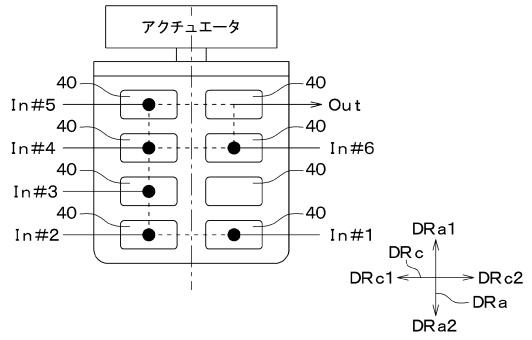 アクチュエータ
40 40
In#5 Out
40 40
In#4 In#6
40 40
In#3
40 40
In#2 In#1
DRa1
DRc
DRc1 DRc2
DRa
DRa2